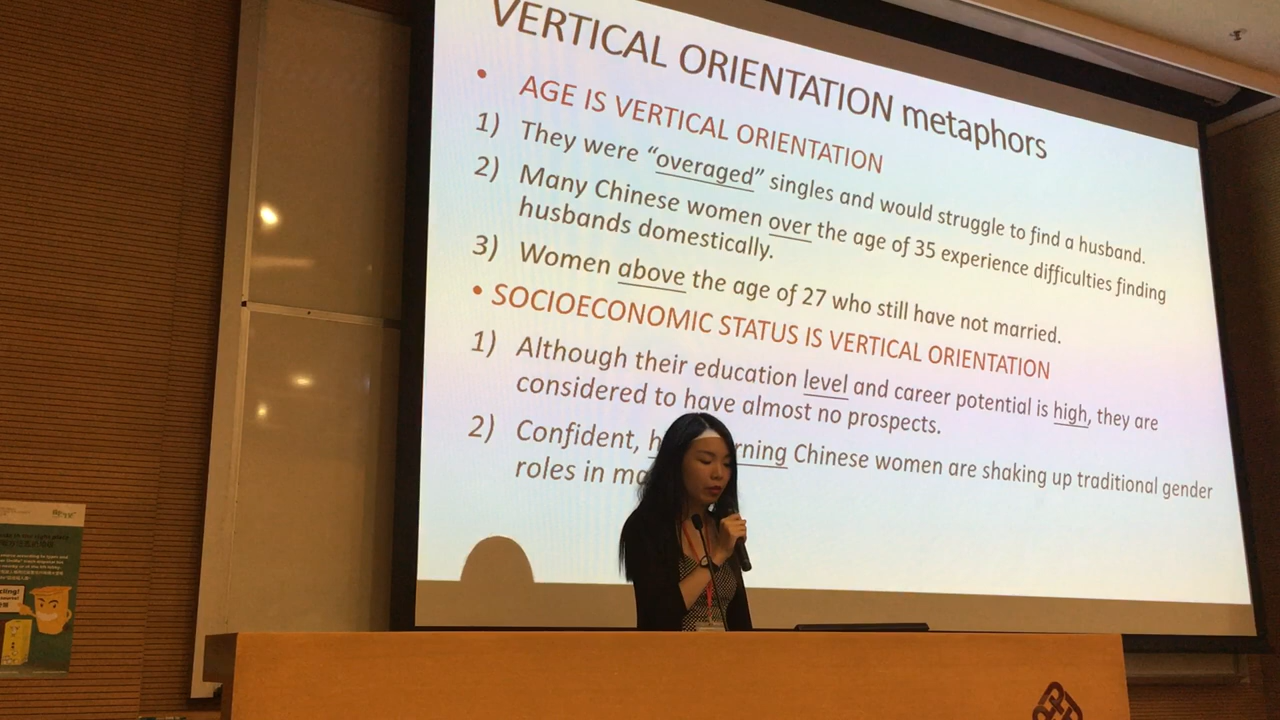 VERTICAL ORIENTATION metaphors
• AGE IS VERTICAL ORIENTATION
1) They were “overaged” singles and would struggle to find a husband.
2) Many Chinese women over the age of 35 experience difficulties finding
husbands domestically.
3) Women above the age of 27 who still have not married.
• SOCIOECONOMIC STATUS IS VERTICAL ORIENTATION
1) Although their education level and career potential is high, they are
considered to have almost no prospects.
2) Confident, h rning Chinese women are shaking up traditional gender
roles in ma